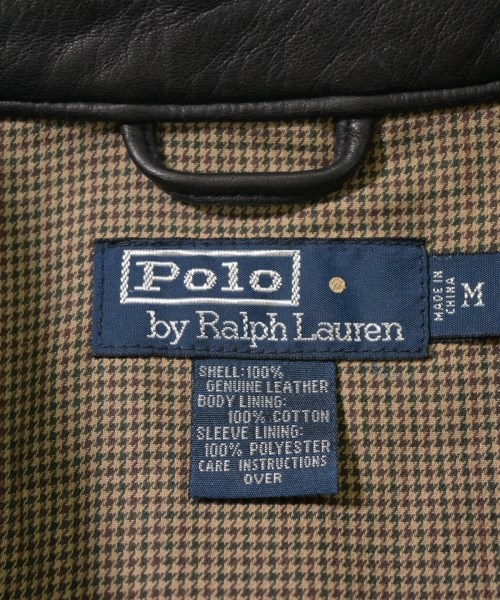 Polo
by Ralph Lauren
MADE IN
CHINA
M
SHELL:100%
GENUINE LEATHER
BODY LINING:
100% COTTON
SLEEVE LINING:
100% POLYESTER
CARE INSTRUCTIONS
OVER